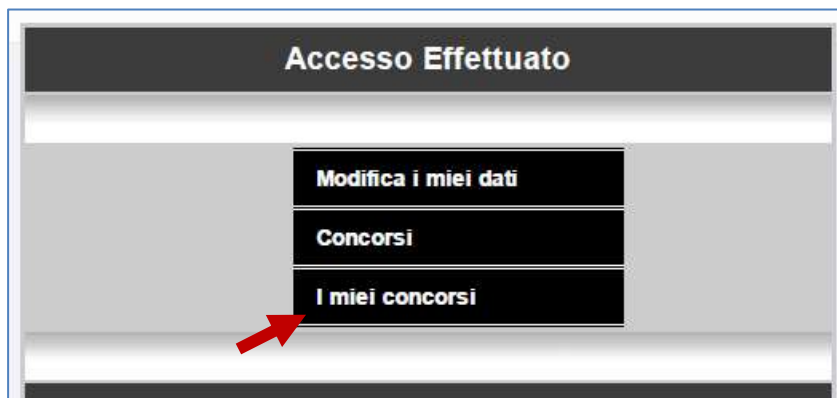 Accesso Effettuato
Modifica i miei dati
Concorsi
I miei concorsi